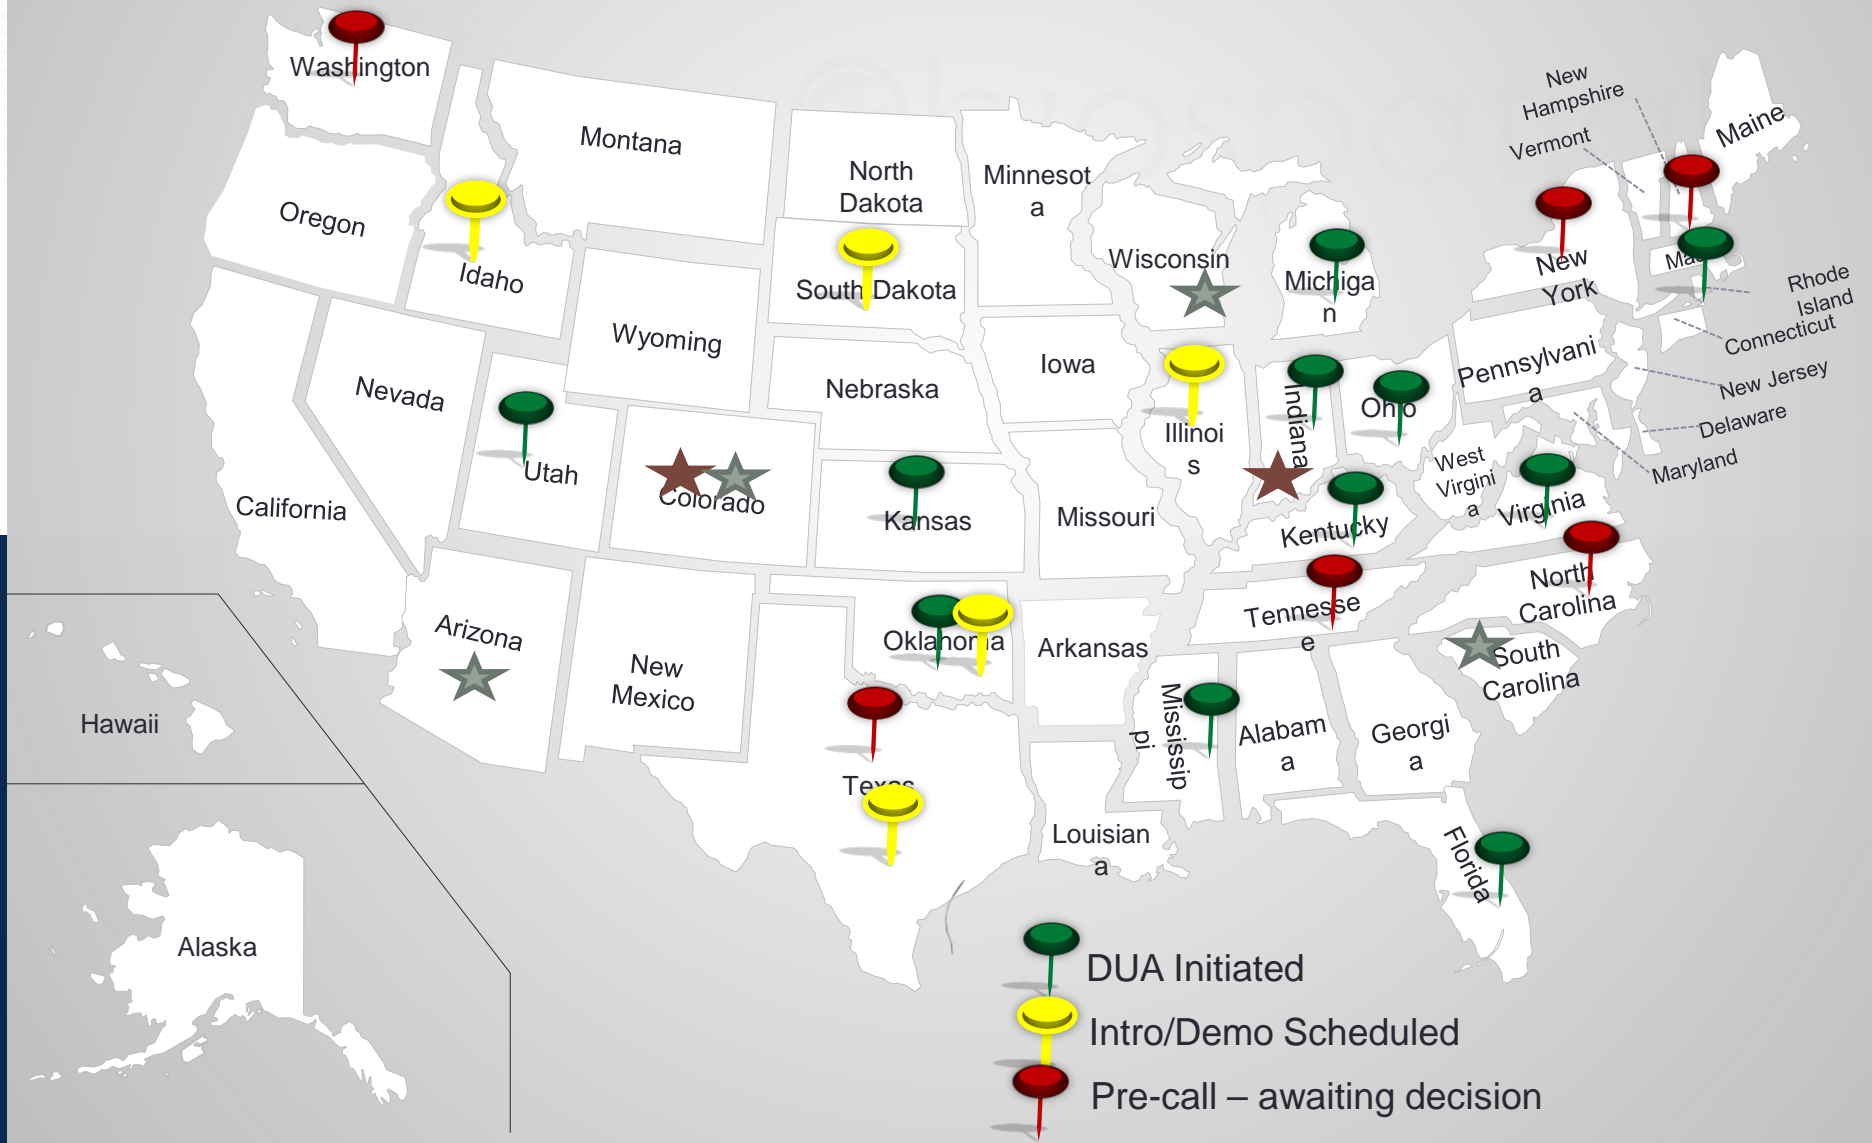 Washington
Montana
North
Dakota
Minnesot
a
New
Hampshire
Vermont
Maine
Oregon
Idaho
South Dakota
Wisconsin
Michiga
n
New
York
Rhode
Island
Connecticut
Wyoming
Nevada
Nebraska
Iowa
Illinoi
s
Indiana
Ohio
Pennsylvani
a
New Jersey
Delaware
Maryland
West
Virgini
a
Virginia
Utah
Colorado
California
Kansas
Missouri
Kentucky
North
Carolina
Tennesse
e
Arizona
New
Mexico
Oklahoma
Arkansas
South
Carolina
Mississip
pi
Alabam
a
Georgi
a
Hawaii
Texas
Louisian
a
Florida
Alaska
DUA Initiated
Intro/Demo Scheduled
Pre-call – awaiting decision